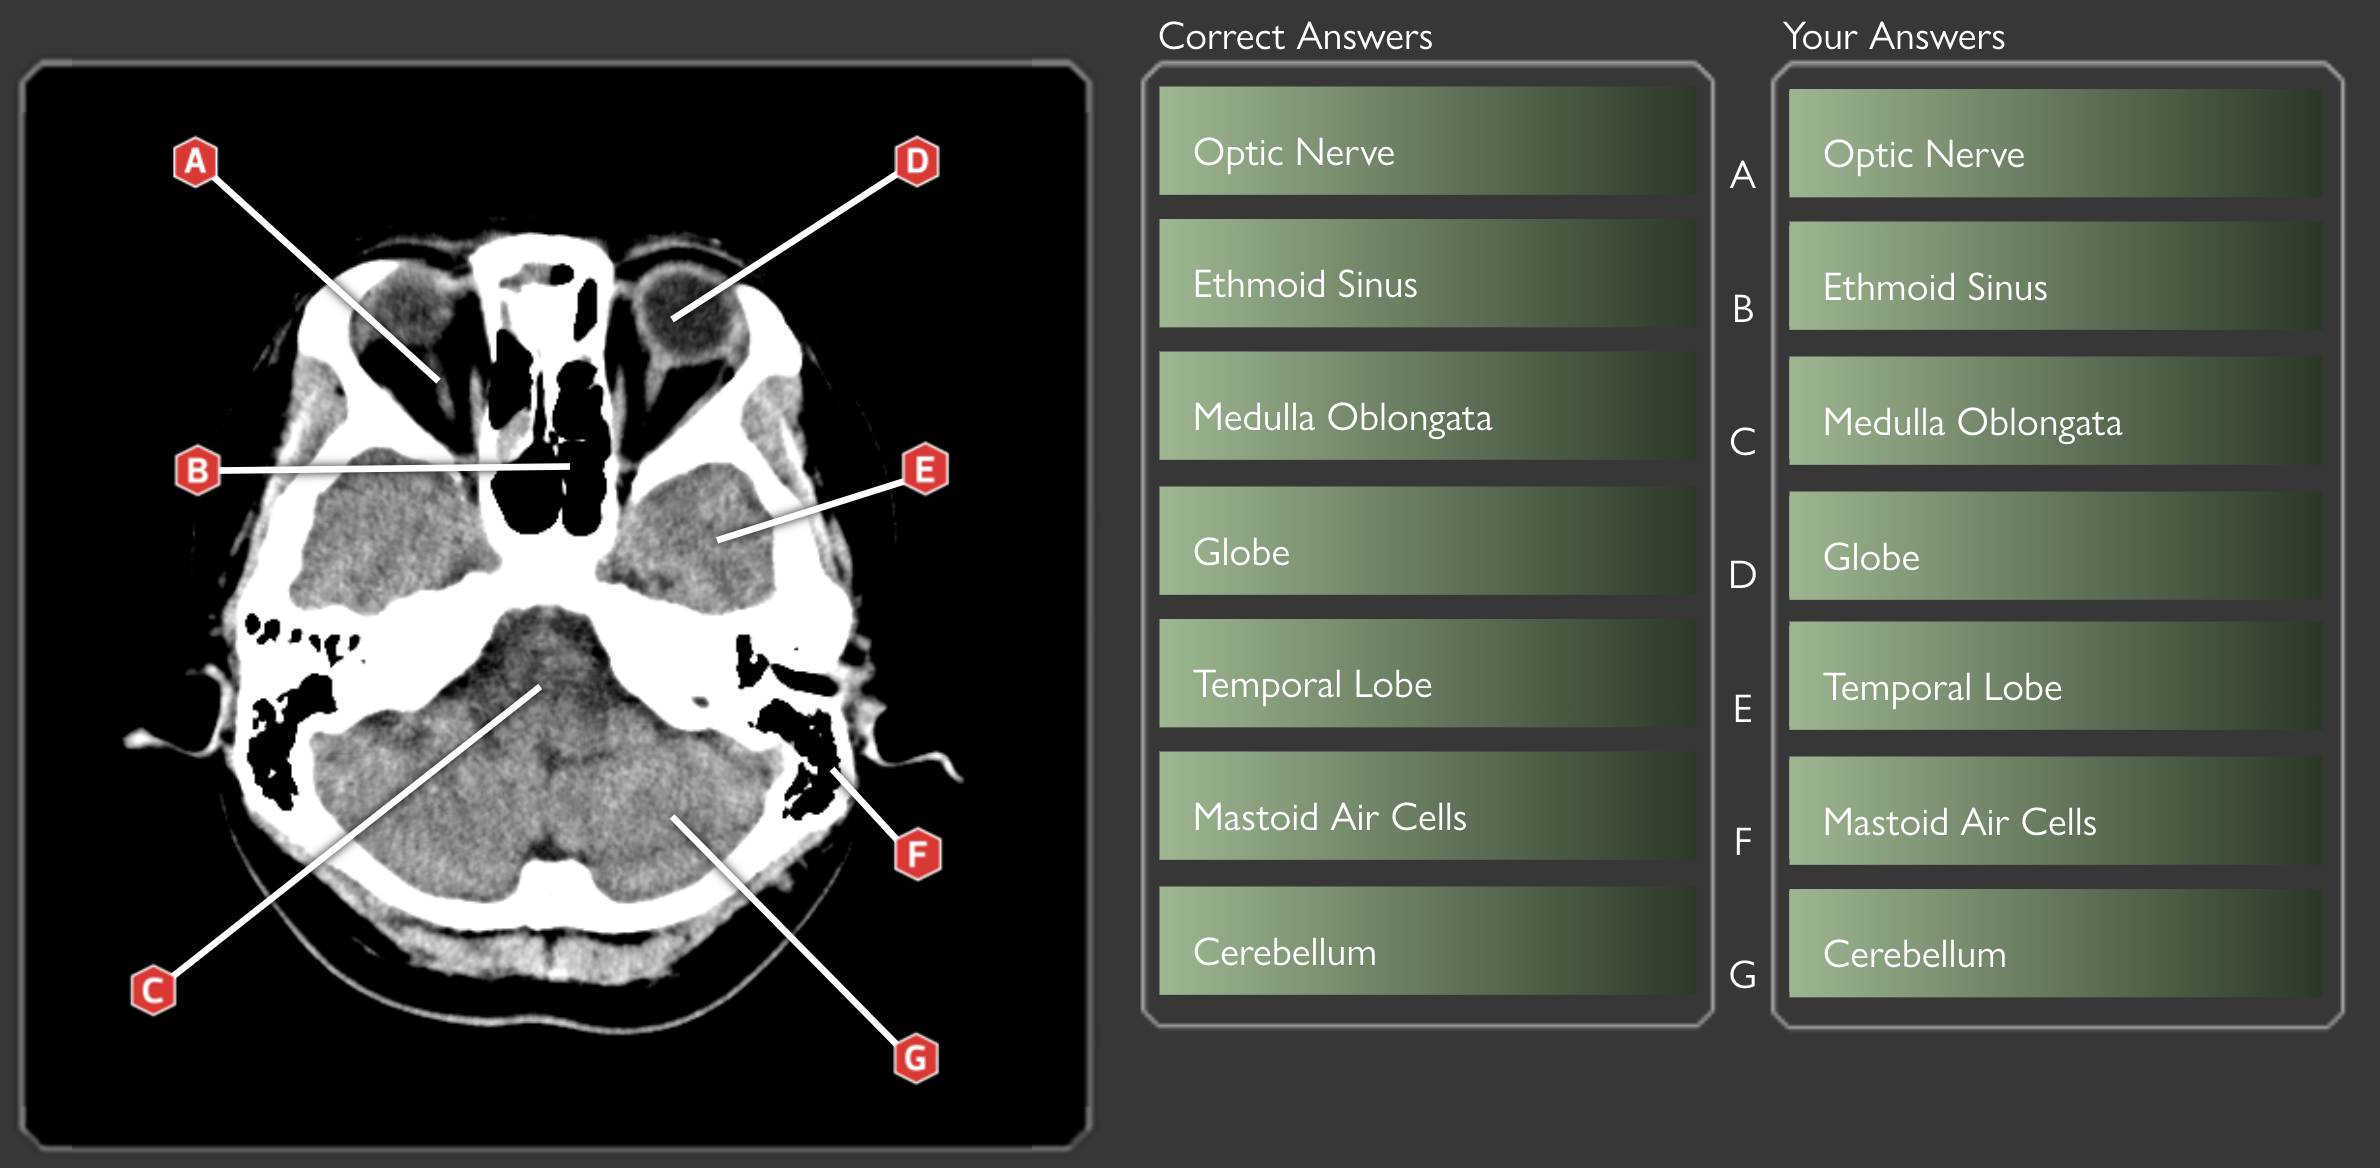 Correct Answers
Your Answers
A
D
B
E
C
F
G
Optic Nerve
Ethmoid Sinus
Medulla Oblongata
Globe
Temporal Lobe
Mastoid Air Cells
Cerebellum
A
B
C
D
E
F
G
Optic Nerve
Ethmoid Sinus
Medulla Oblongata
Globe
Temporal Lobe
Mastoid Air Cells
Cerebellum